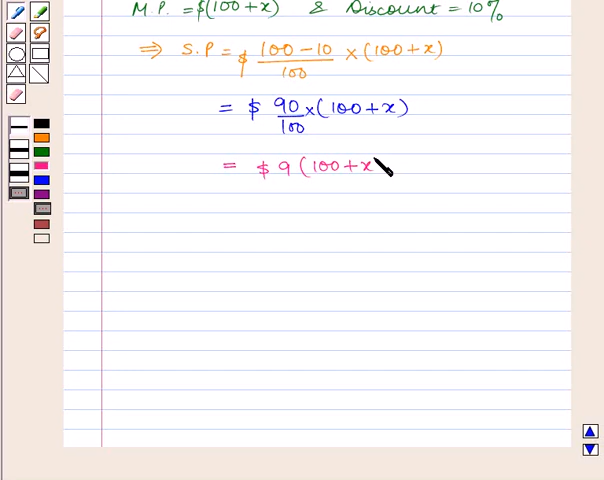 M.P. = $(100+x) & Discount = 10%
⇒ S.P = $ (100-10)/100 × (100+x)
= $ 90/100 × (100+x)
= $ 9 (100+x